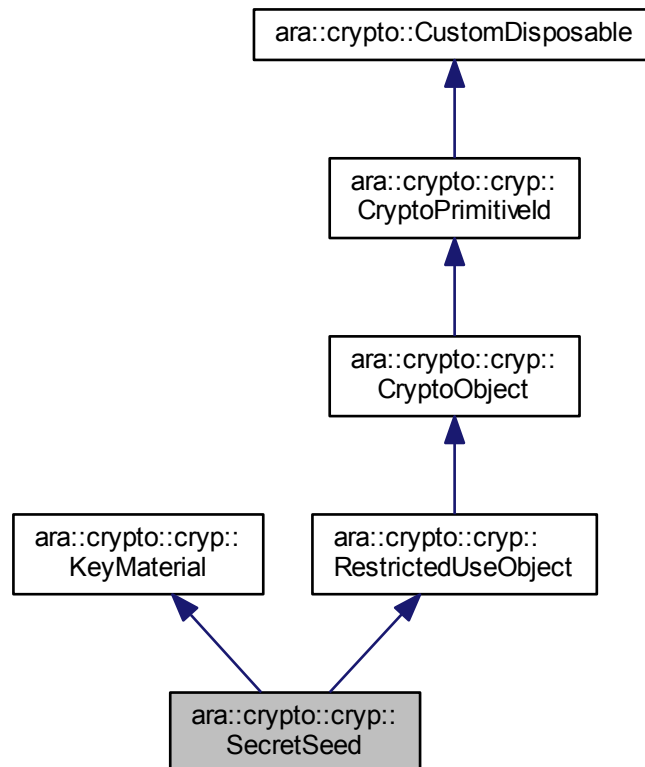 ara::crypto::CustomDisposable
ara::crypto::cryp::
CryptoPrimitiveId
ara::crypto::cryp::
CryptoObject
ara::crypto::cryp::
KeyMaterial
ara::crypto::cryp::
RestrictedUseObject
ara::crypto::cryp::
SecretSeed